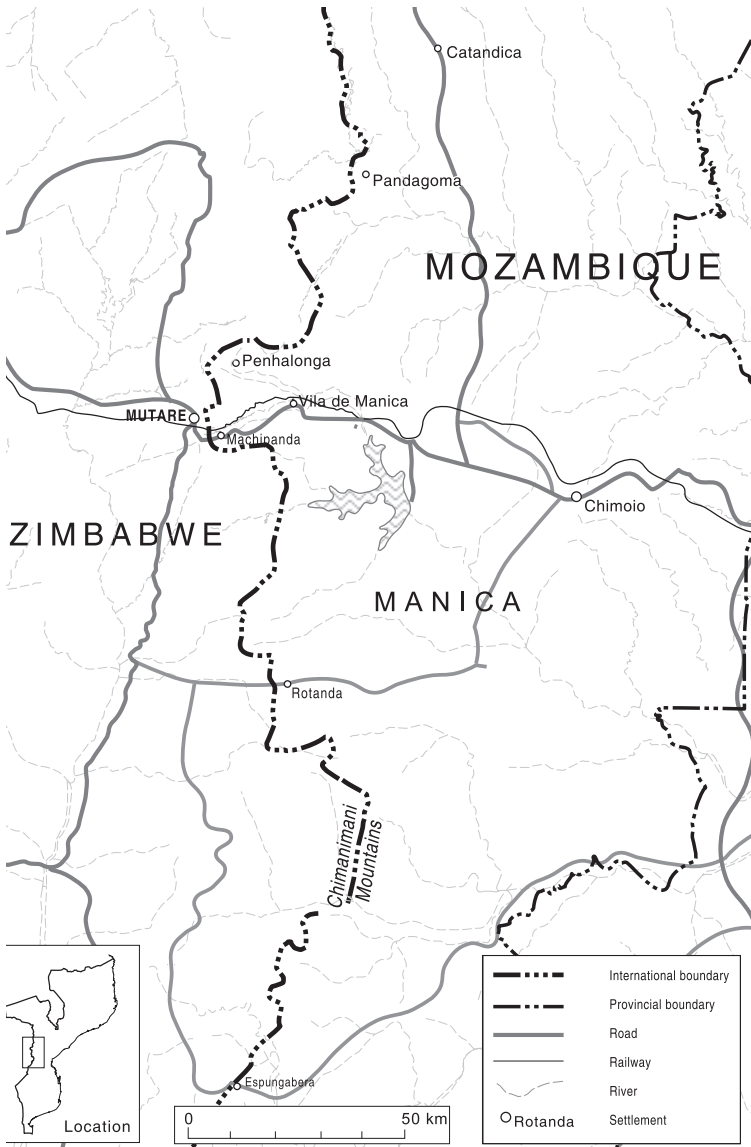 Catandica
Pandagoma
MOZAMBIQUE
Penhalonga
Vila de Manica
MUTARE
Machipanda
Chimoio
ZIMBABWE
MANICA
Rotanda
Chimanimani
Mountains
Espungabera
International boundary
Provincial boundary
Road
Railway
River
Rotanda Settlement
Location
0 50 km